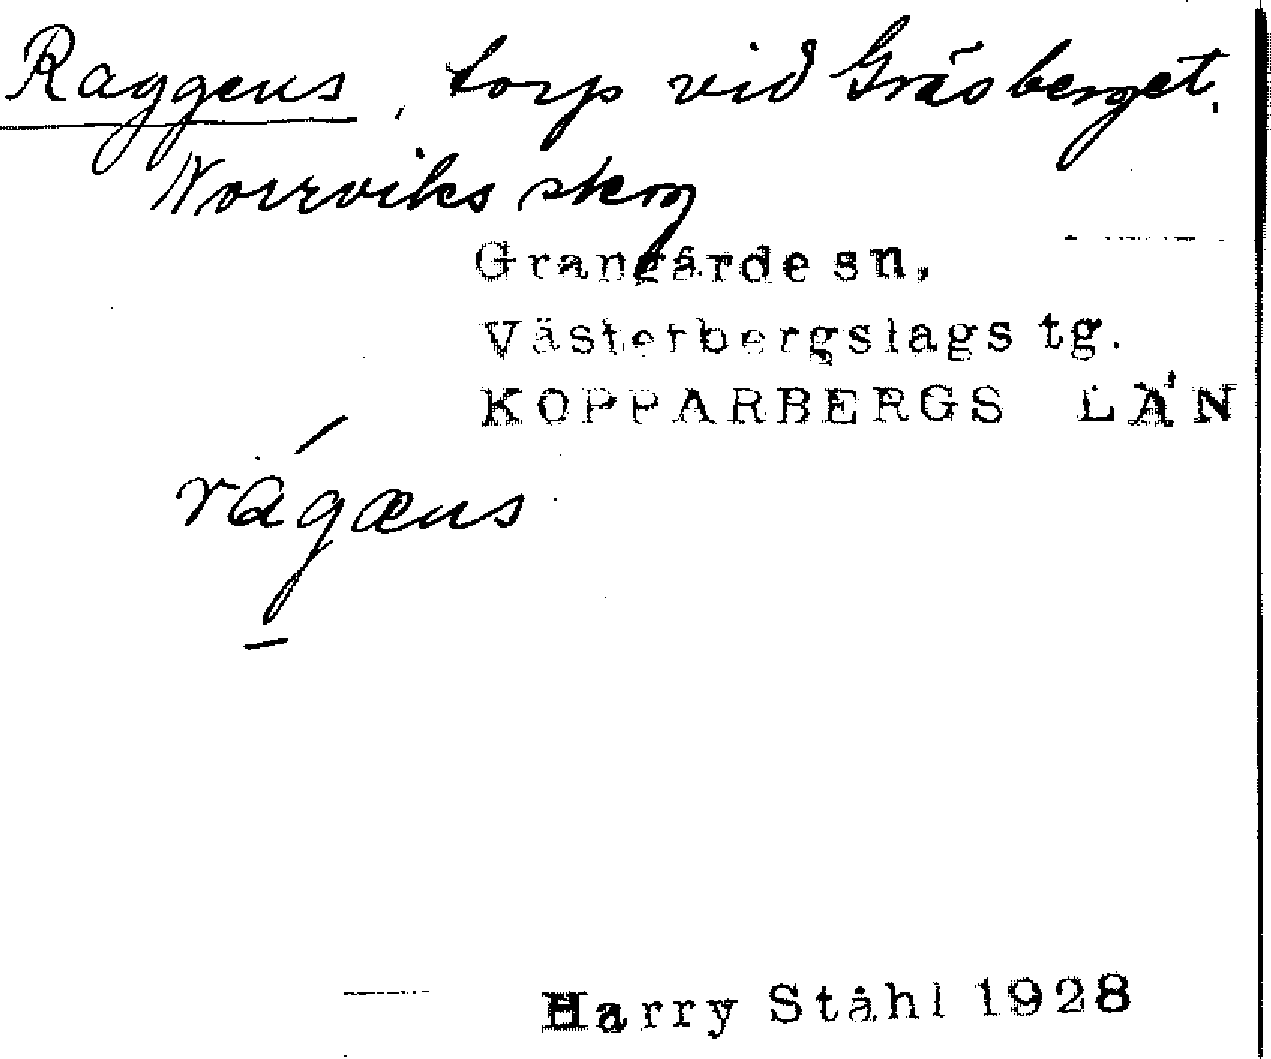 Raggens, torp vid Gräsberget.
Norrviks skog
Grangärde sn.
Västerbergslags tg.
KOPPARBERGS LÄN
rágæns
Harry Ståhl 1928